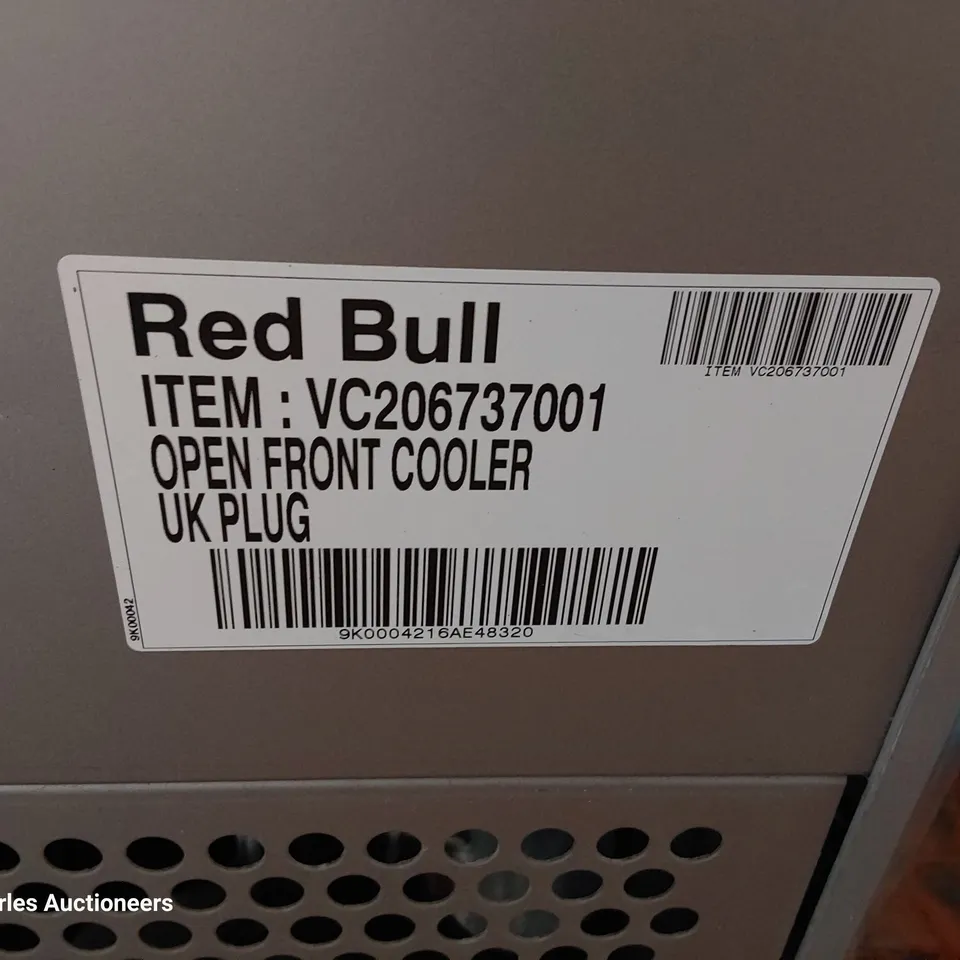 Red Bull
ITEM VC206737001
ITEM : VC206737001
OPEN FRONT COOLER
UK PLUG
9K0004216AE48320
9K00042
rles Auctioneers